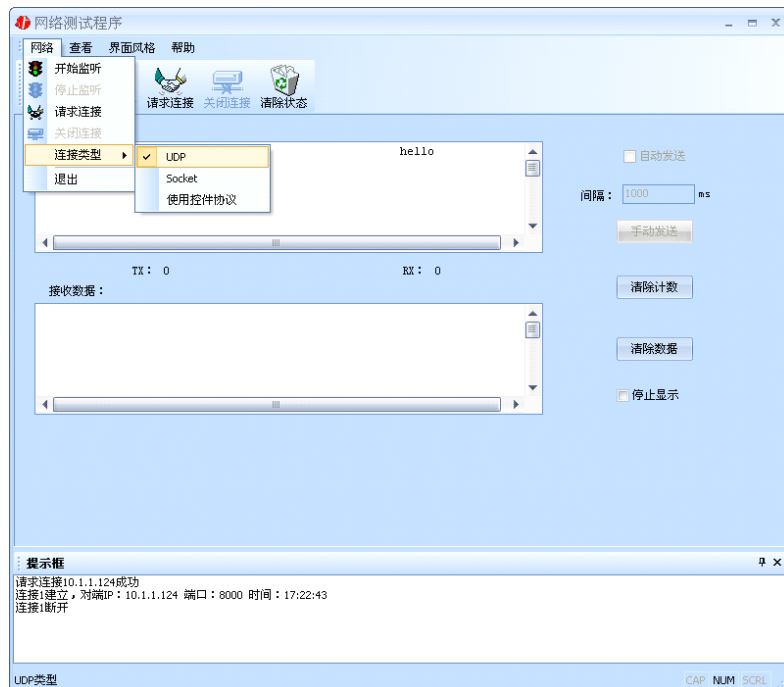 网络测试程序
网络 查看 界面风格 帮助
开始监听
停止监听
请求连接
关闭连接
连接类型
退出
UDP
Socket
使用控件协议
请求连接 关闭连接 清除状态
hello
自动发送
间隔： 1000 ms
手动发送
TX： 0 RX： 0
清除计数
接收数据：
清除数据
停止显示
提示框
请求连接10.1.1.124成功
连接1建立，对端IP：10.1.1.124 端口：8000 时间：17:22:43
连接1断开
UDP类型 CAP NUM SCRL